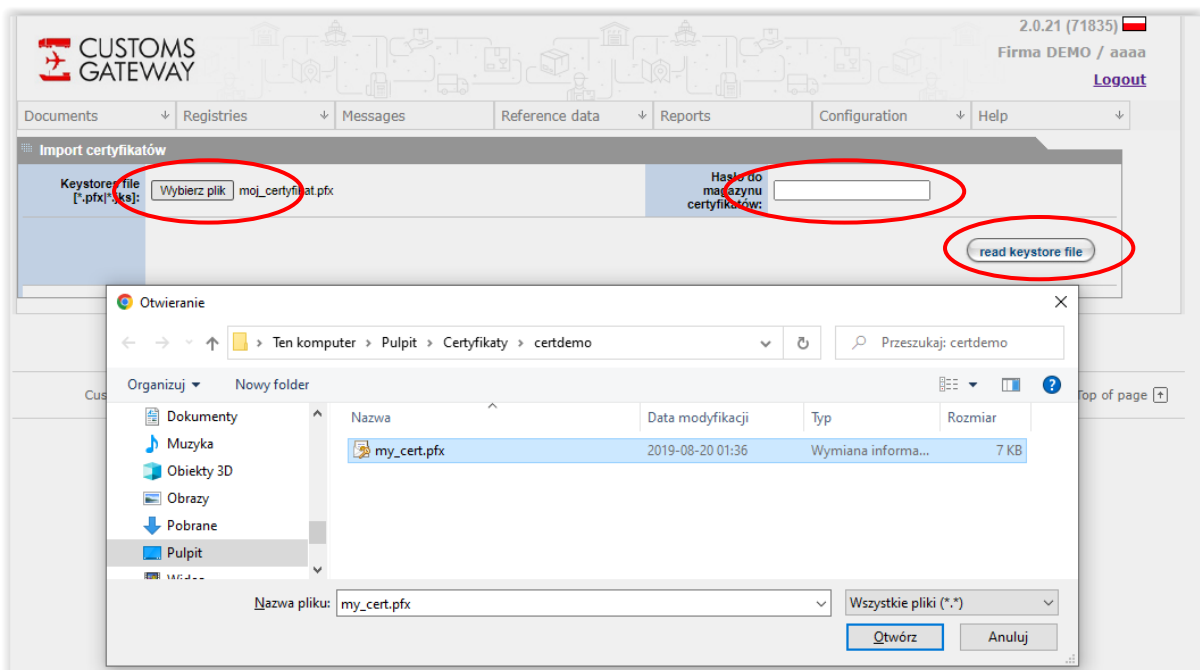 2.0.21 (71835)
CUSTOMS
GATEWAY
Firma DEMO / aaaa
Logout
Documents Registries Messages Reference data Reports Configuration Help
Import certyfikatów
Keystores file
[*.pfx|*.jks]:
Wybierz plik moj_certyfikat.pfx
Hasło do
magazynu
certyfikatów:
read keystore file
Otwieranie
Ten komputer > Pulpit > Certyfikaty > certdemo
Przeszukaj: certdemo
Organizuj Nowy folder
Cus
Top of page
Dokumenty
Muzyka
Obiekty 3D
Obrazy
Pobrane
Pulpit
Wideo
Nazwa Data modyfikacji Typ Rozmiar
my_cert.pfx 2019-08-20 01:36 Wymiana informa... 7 KB
Nazwa pliku: my_cert.pfx Wszystkie pliki (*.*)
Otwórz Anuluj